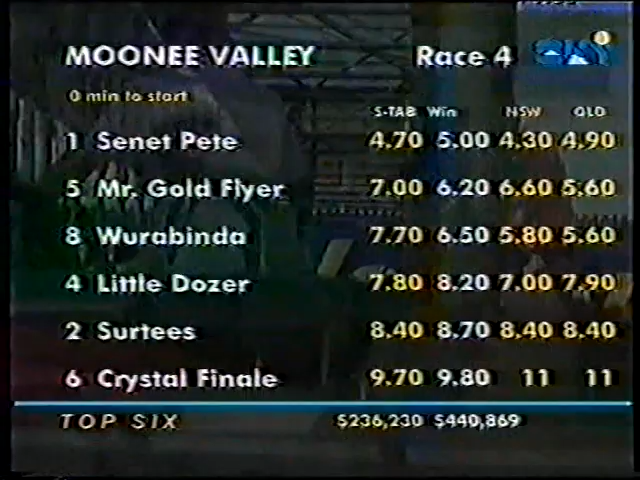 MOONEE VALLEY Race 4 SKY
0 min to start
S-TAB Win NSW QLD
1 Senet Pete 4.70 5.00 4.30 4.90
5 Mr. Gold Flyer 7.00 6.20 6.60 5.60
8 Wurabinda 7.70 6.50 5.80 5.60
4 Little Dozer 7.80 8.20 7.00 7.90
2 Surtees 8.40 8.70 8.40 8.40
6 Crystal Finale 9.70 9.80 11 11
TOP SIX $236,230 $440,869